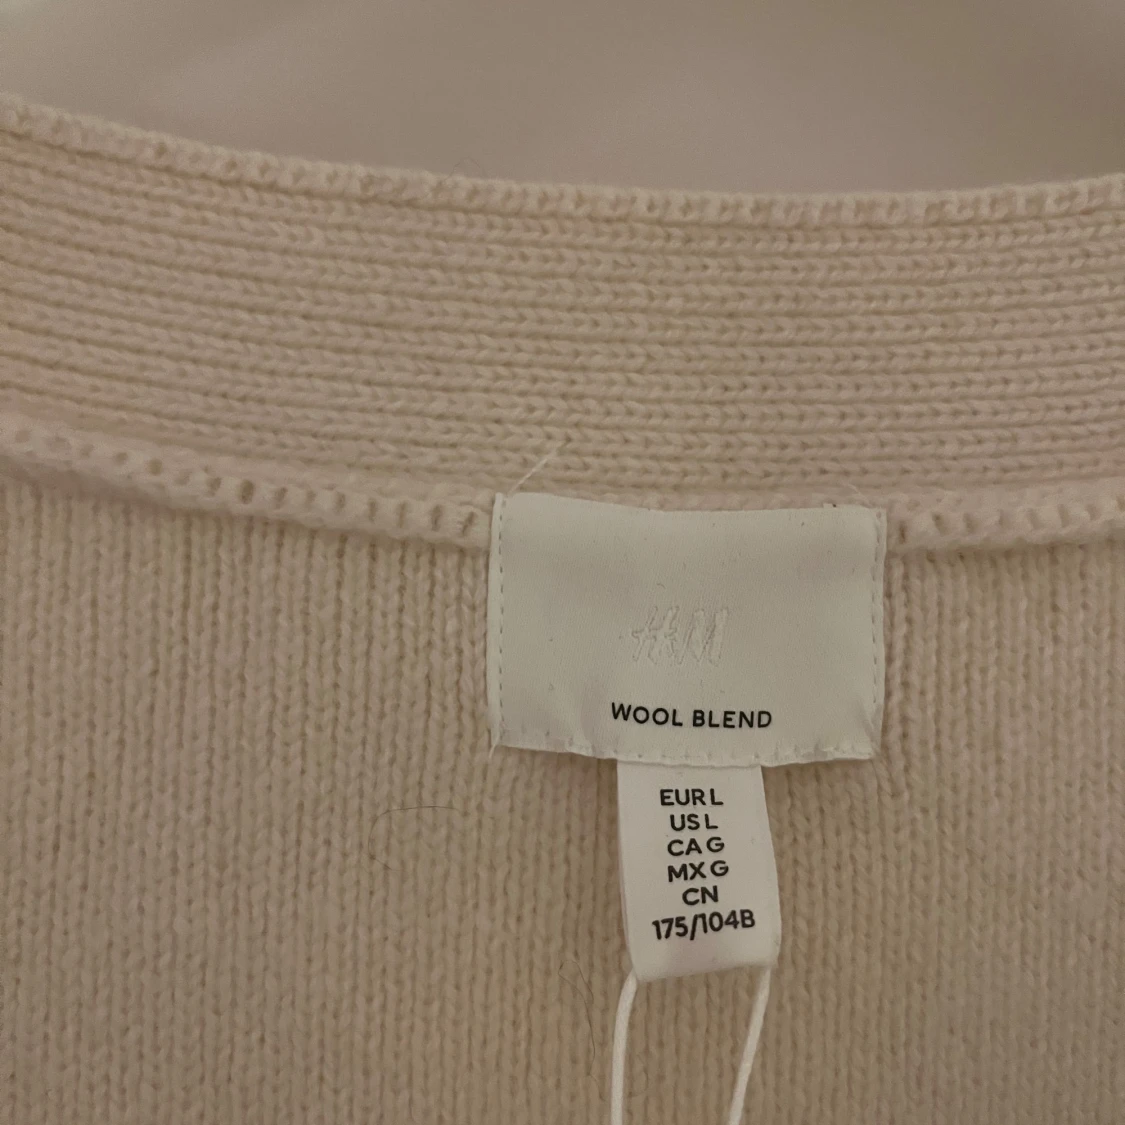 H&M
WOOL BLEND
EUR L
US L
CA G
MX G
CN
175/104B